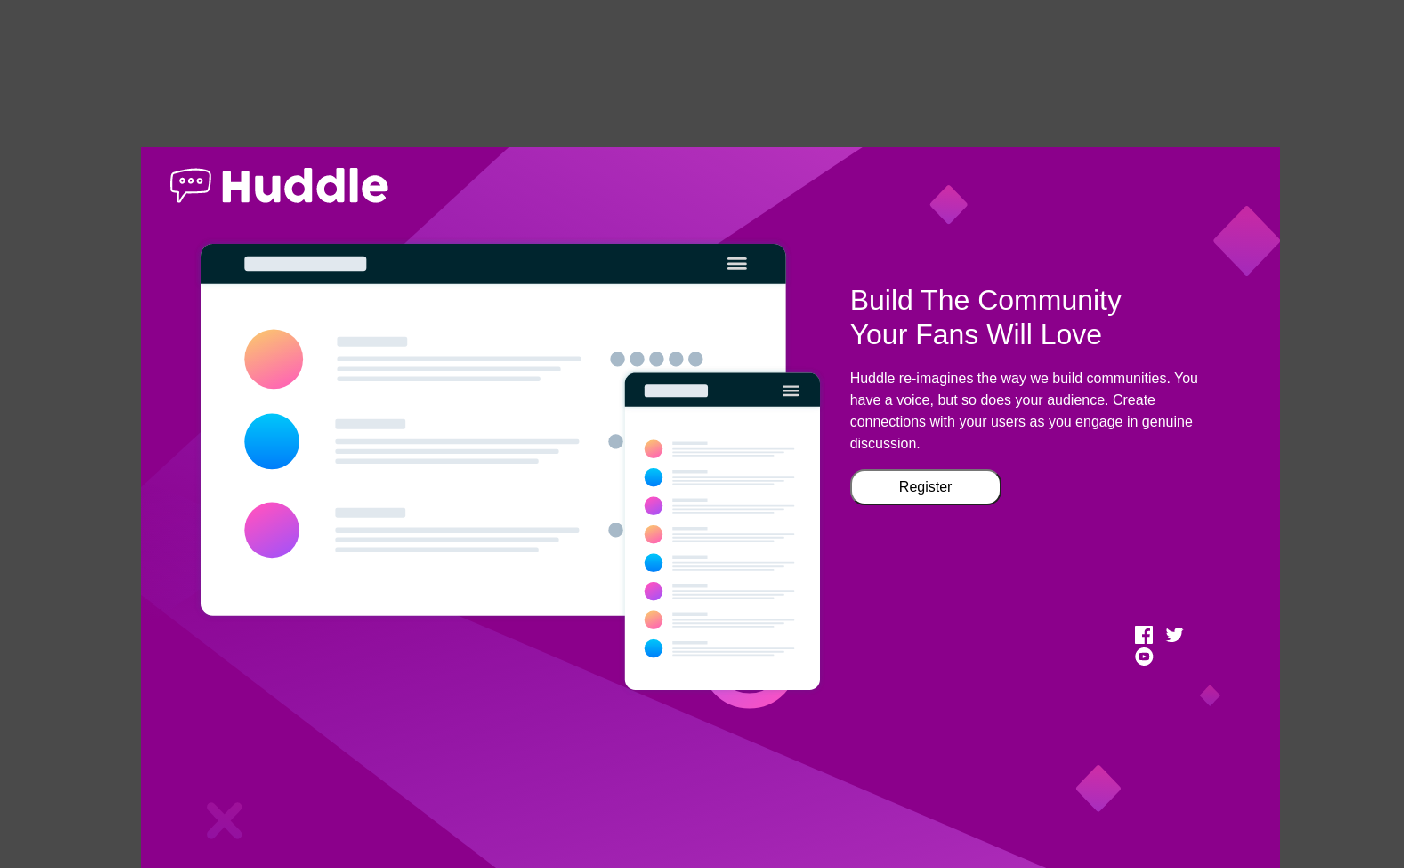 Huddle
Build The Community
Your Fans Will Love
Huddle re-imagines the way we build communities. You
have a voice, but so does your audience. Create
connections with your users as you engage in genuine
discussion.
Register